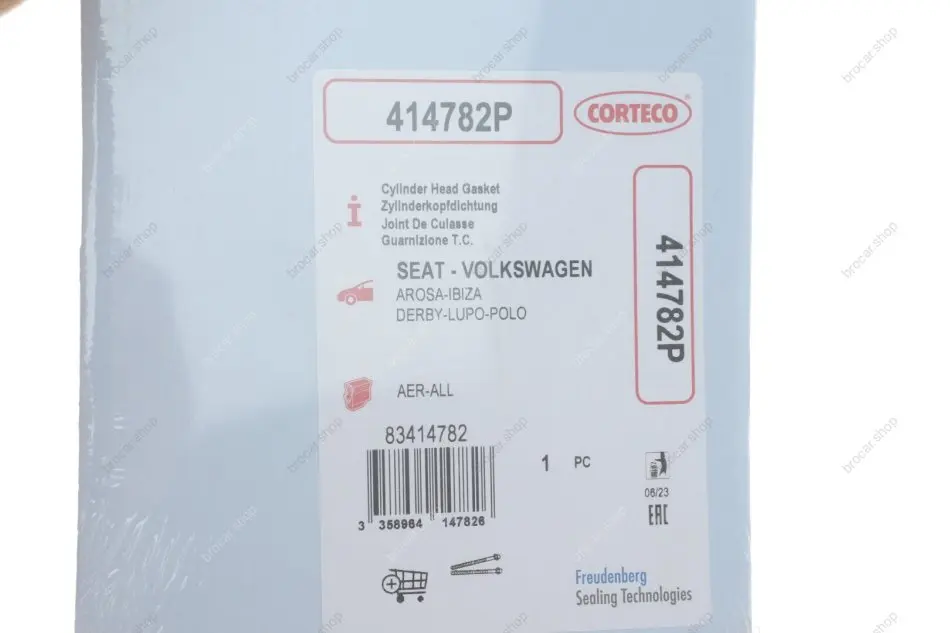 414782P
CORTECO
®
Cylinder Head Gasket
Zylinderkopfdichtung
Joint De Culasse
Guarnizione T.C.
SEAT - VOLKSWAGEN
AROSA-IBIZA
DERBY-LUPO-POLO
414782P
AER-ALL
83414782
1 PC
3 358964 147826
06/23
EAC
Freudenberg
Sealing Technologies
brocar.shop